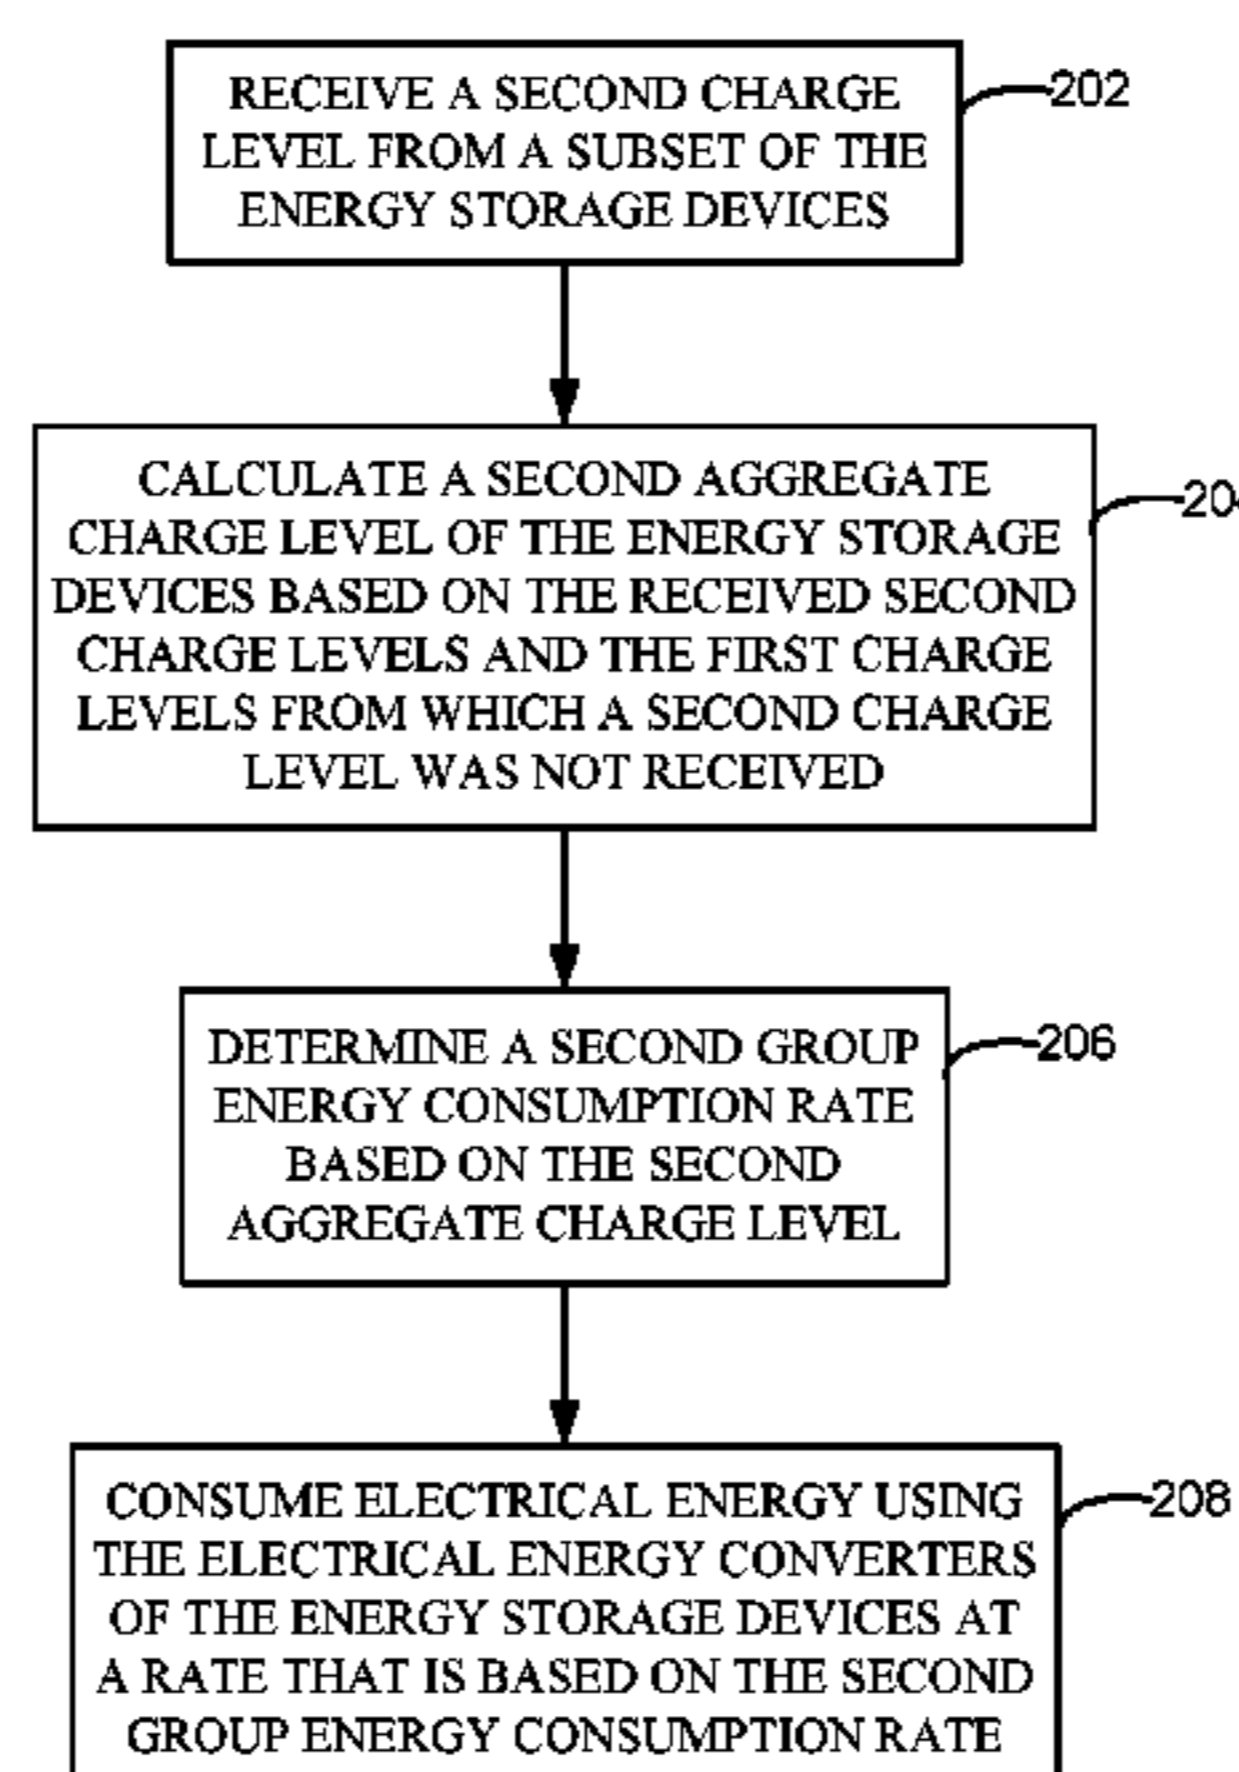 RECEIVE A SECOND CHARGE
LEVEL FROM A SUBSET OF THE
ENERGY STORAGE DEVICES
202
CALCULATE A SECOND AGGREGATE
CHARGE LEVEL OF THE ENERGY STORAGE
DEVICES BASED ON THE RECEIVED SECOND
CHARGE LEVELS AND THE FIRST CHARGE
LEVELS FROM WHICH A SECOND CHARGE
LEVEL WAS NOT RECEIVED
DETERMINE A SECOND GROUP
ENERGY CONSUMPTION RATE
BASED ON THE SECOND
AGGREGATE CHARGE LEVEL
206
CONSUME ELECTRICAL ENERGY USING
THE ELECTRICAL ENERGY CONVERTERS
OF THE ENERGY STORAGE DEVICES AT
A RATE THAT IS BASED ON THE SECOND
GROUP ENERGY CONSUMPTION RATE
208